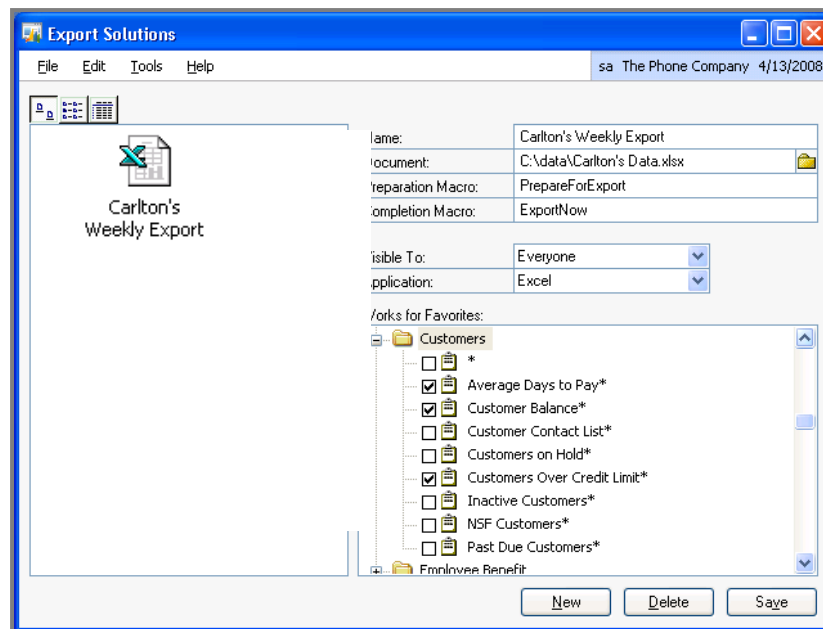 Export Solutions
File Edit Tools Help sa The Phone Company 4/13/2008
Carlton's
Weekly Export
Name: Carlton's Weekly Export
Document: C:\data\Carlton's Data.xlsx
Preparation Macro: PrepareForExport
Completion Macro: ExportNow
Visible To: Everyone
Application: Excel
Works for Favorites:
Customers
*
Average Days to Pay*
Customer Balance*
Customer Contact List*
Customers on Hold*
Customers Over Credit Limit*
Inactive Customers*
NSF Customers*
Past Due Customers*
Employee Benefit
New Delete Save